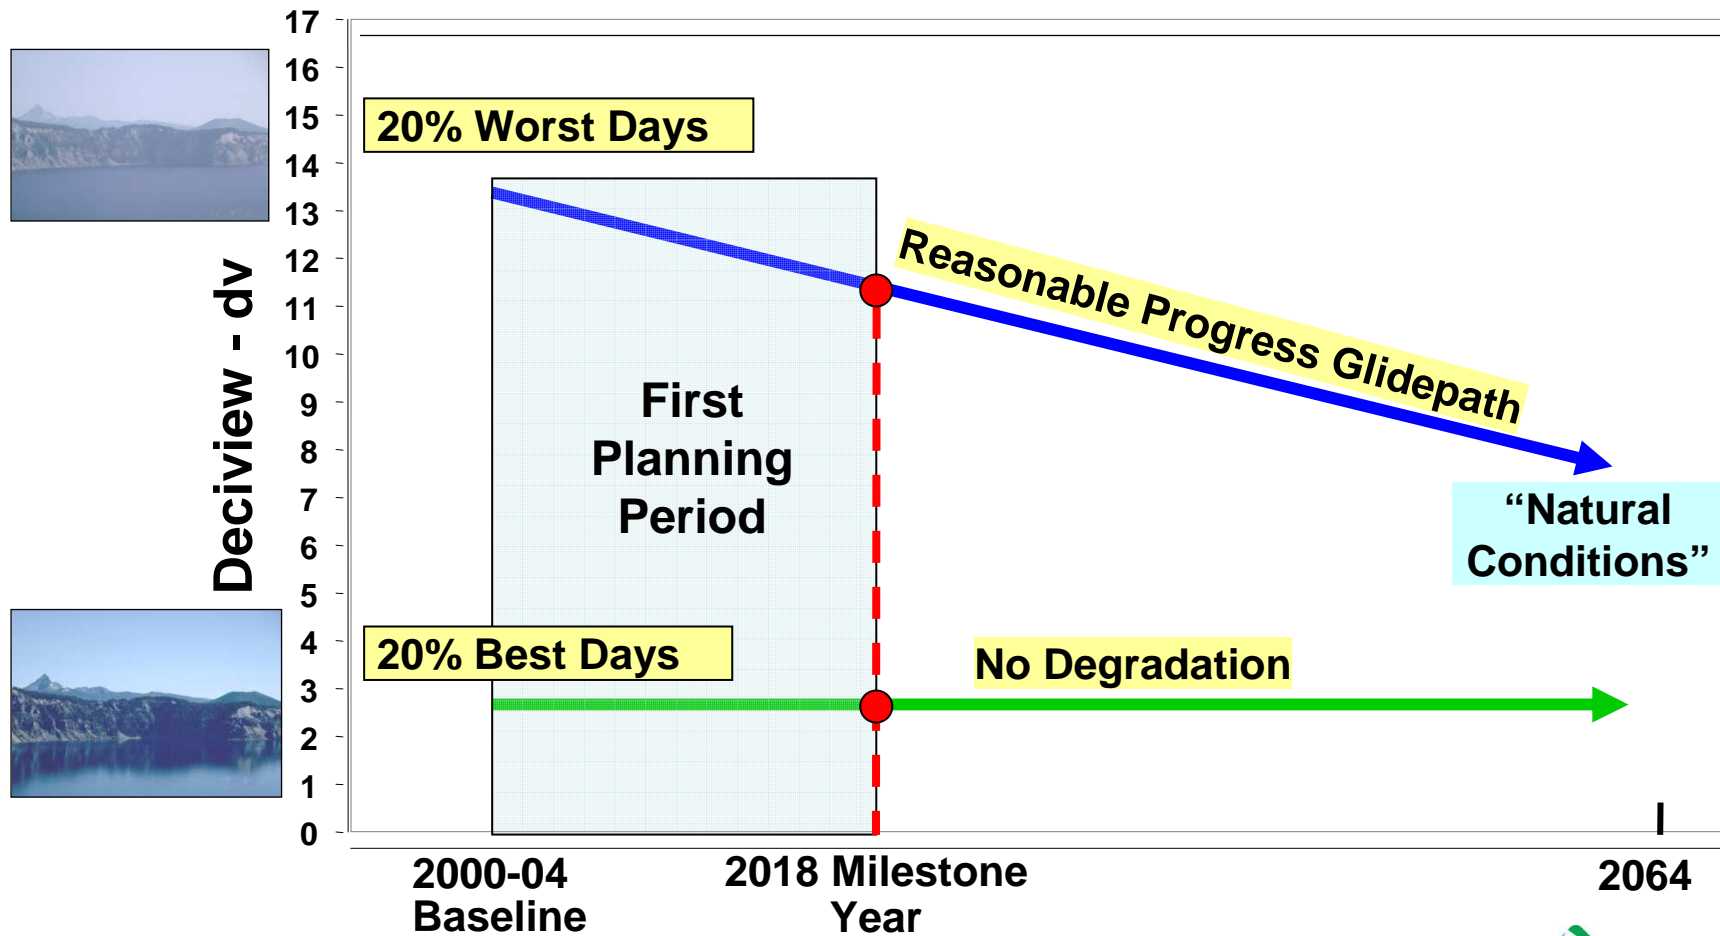 17
16
15
14
13
12
11
10
9
8
7
6
5
4
3
2
1
0
Deciview - dv
20% Worst Days
Reasonable Progress Glidepath
First
Planning
Period
“Natural
Conditions”
20% Best Days
No Degradation
2000-04
Baseline
2018 Milestone
Year
2064